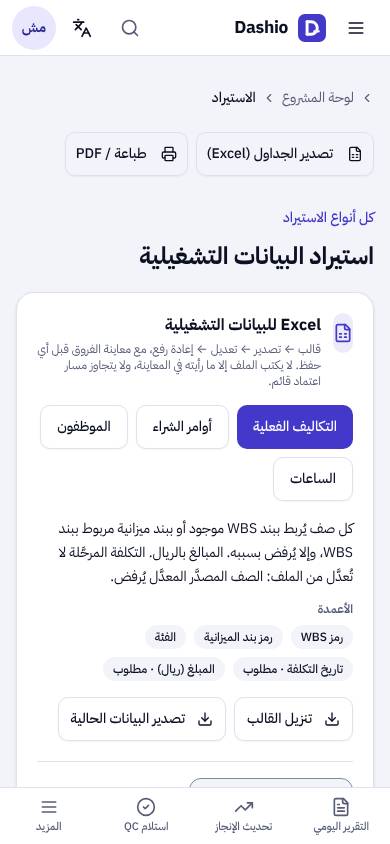 Dashio
مش
لوحة المشروع
الاستيراد
تصدير الجداول (Excel)
طباعة / PDF
كل أنواع الاستيراد
استيراد البيانات التشغيلية
Excel للبيانات التشغيلية
قالب ← تصدير ← تعديل ← إعادة رفع، مع معاينة الفروق قبل أي
حفظ. لا يكتب الملف إلا ما رأيته في المعاينة، ولا يتجاوز مسار
اعتماد قائم.
التكاليف الفعلية
أوامر الشراء
الموظفون
الساعات
كل صف يُربط ببند WBS موجود أو ببند ميزانية مربوط ببند
WBS، وإلا يُرفض بسببه. المبالغ بالريال. التكلفة المرحَّلة لا
تُعدَّل من الملف: الصف المصدَّر المعدَّل يُرفض.
الأعمدة
رمز WBS
رمز بند الميزانية
الفئة
تاريخ التكلفة · مطلوب
المبلغ (ريال) · مطلوب
تنزيل القالب
تصدير البيانات الحالية
التقرير اليومي
تحديث الإنجاز
استلام QC
المزيد